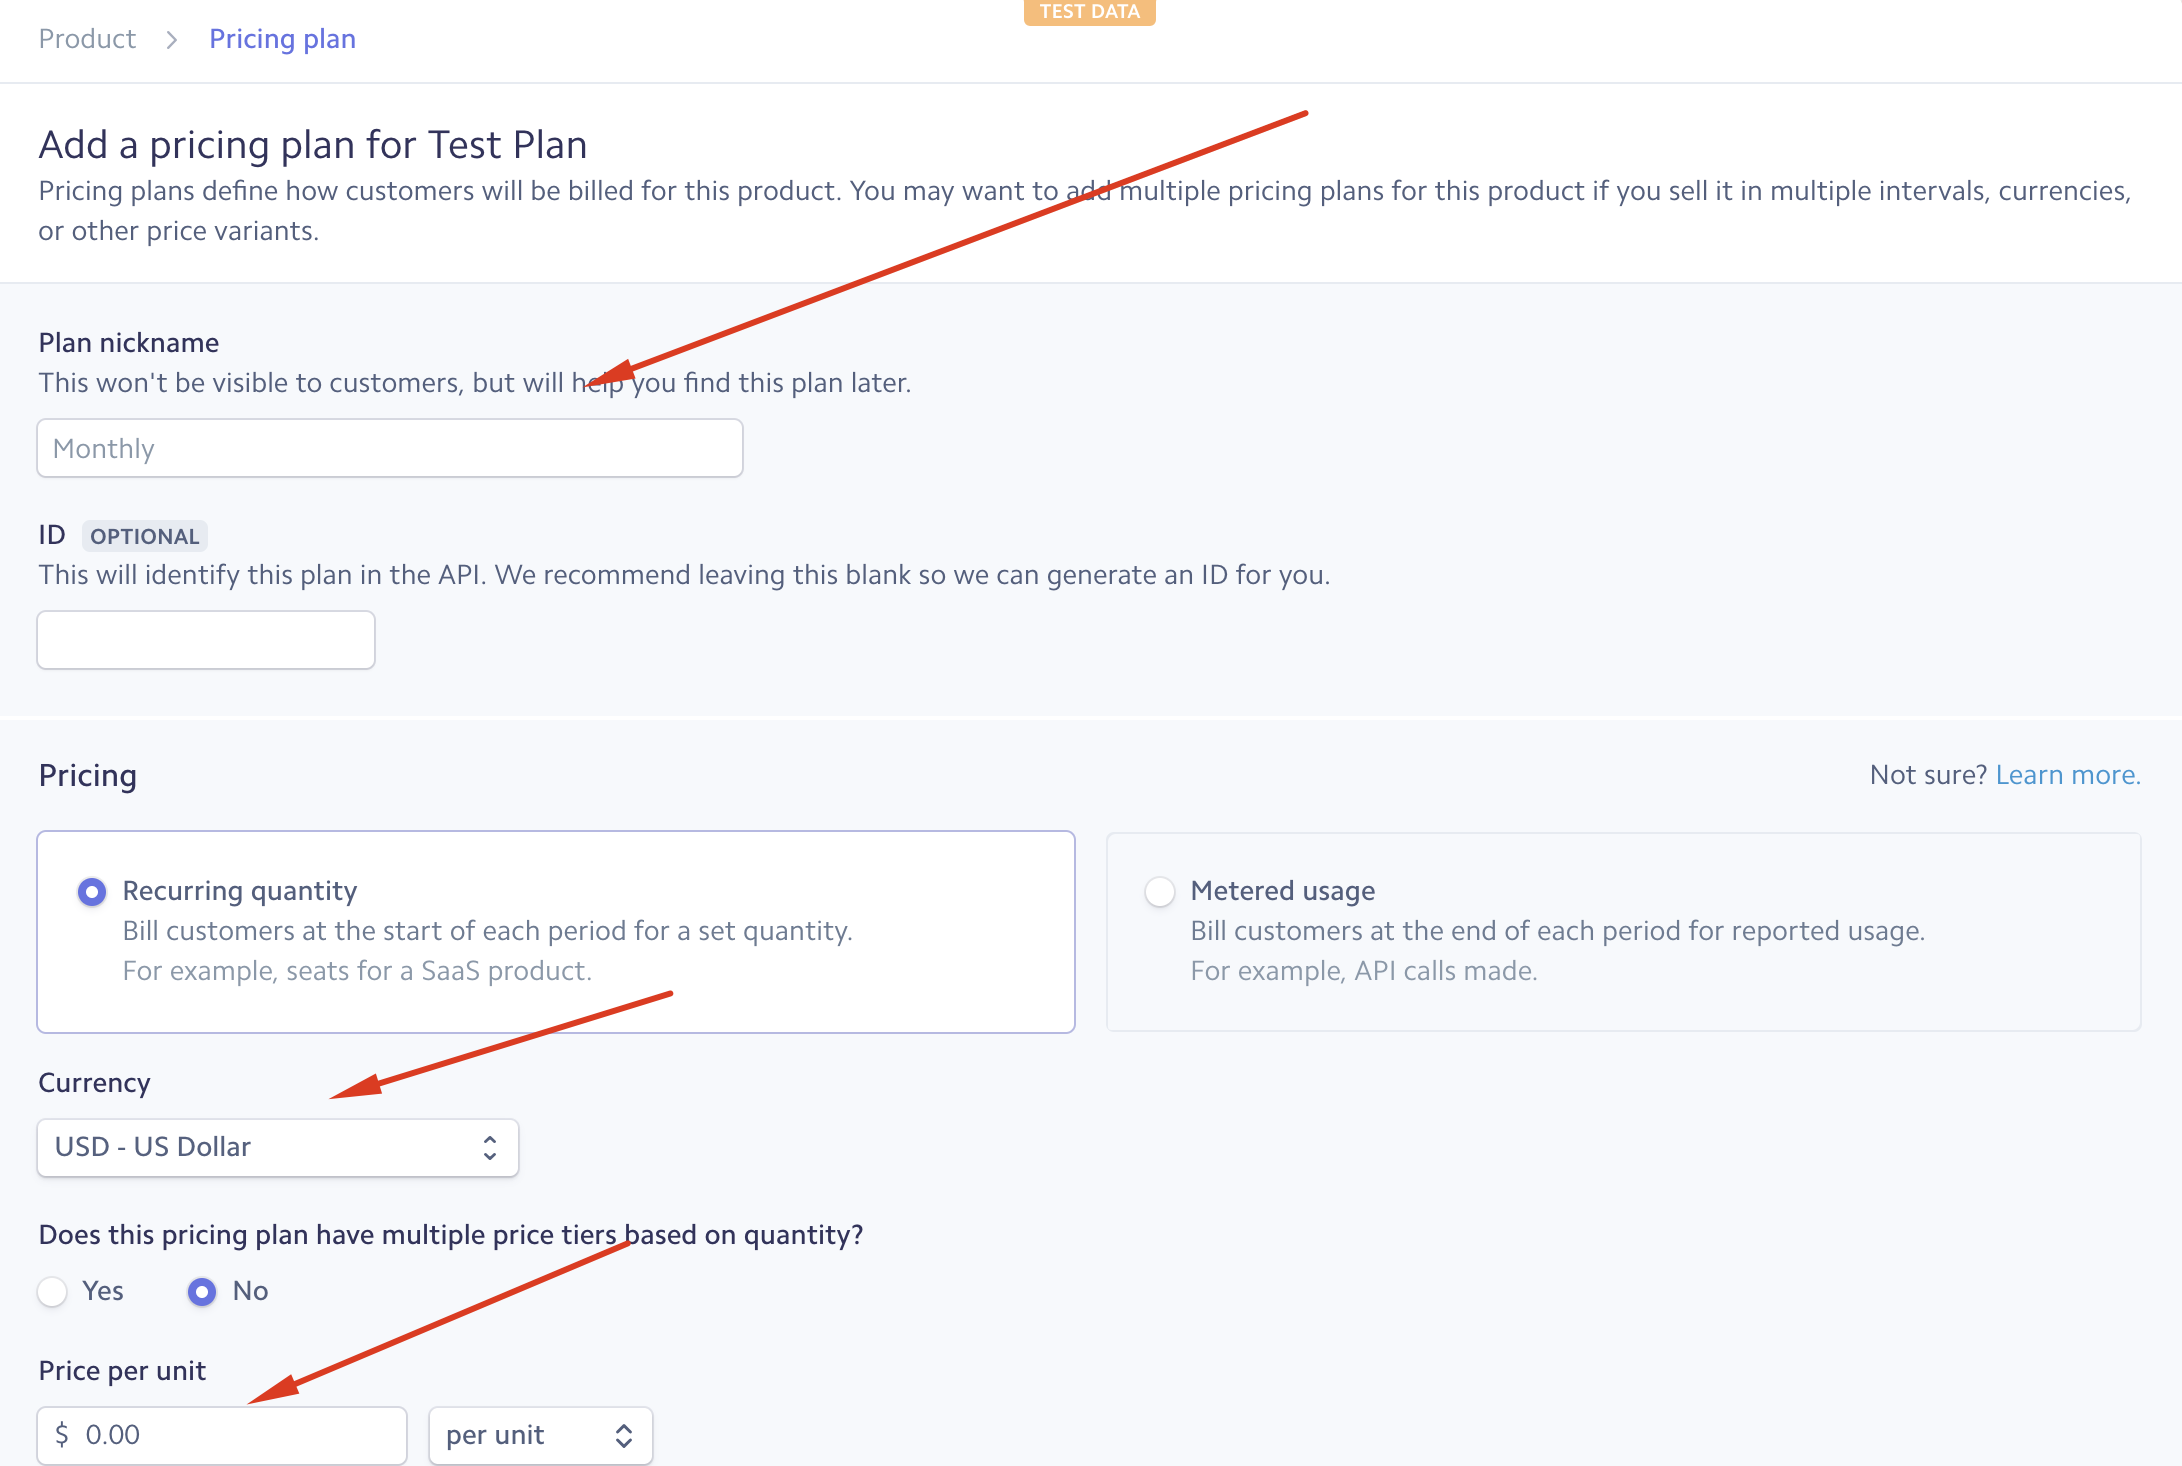 TEST DATA
Product > Pricing plan
Add a pricing plan for Test Plan
Pricing plans define how customers will be billed for this product. You may want to add multiple pricing plans for this product if you sell it in multiple intervals, currencies,
or other price variants.
Plan nickname
This won't be visible to customers, but will help you find this plan later.
Monthly
ID OPTIONAL
This will identify this plan in the API. We recommend leaving this blank so we can generate an ID for you.
Pricing
Not sure? Learn more.
Recurring quantity
Bill customers at the start of each period for a set quantity.
For example, seats for a SaaS product.
Metered usage
Bill customers at the end of each period for reported usage.
For example, API calls made.
Currency
USD - US Dollar
Does this pricing plan have multiple price tiers based on quantity?
Yes No
Price per unit
$ 0.00 per unit